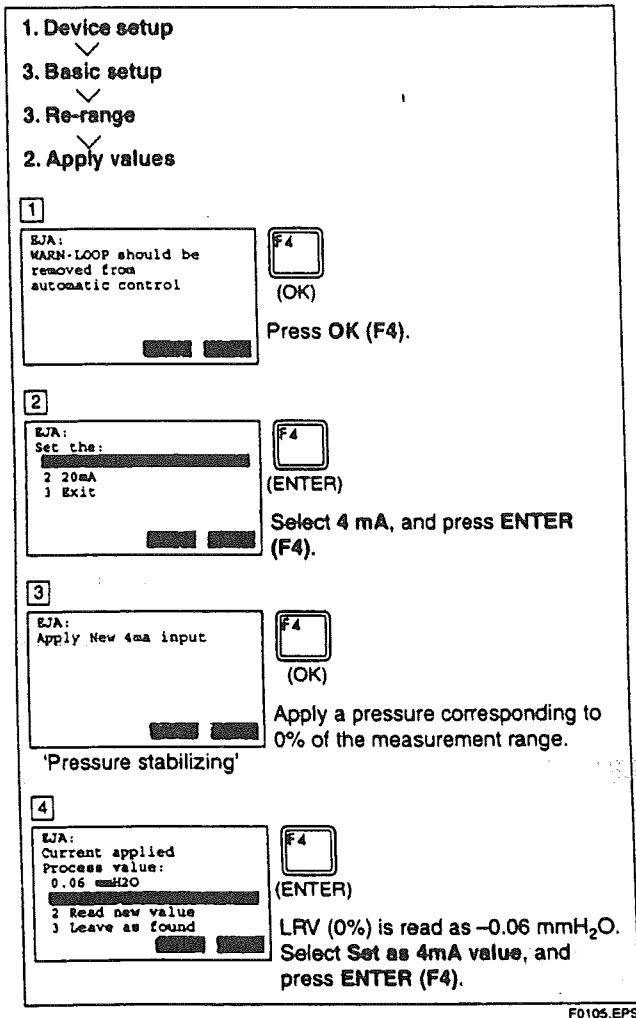 1. Device setup
3. Basic setup
3. Re-range
2. Apply values
1
EJA:
WARN-LOOP should be
removed from
automatic control
F4
(OK)
Press OK (F4).
2
EJA:
Set the:
2 20mA
3 Exit
F4
(ENTER)
Select 4 mA, and press ENTER
(F4).
3
EJA:
Apply New 4ma input
F4
(OK)
Apply a pressure corresponding to
0% of the measurement range.
'Pressure stabilizing'
4
EJA:
Current applied
Process value:
0.06 mmH2O
2 Read new value
3 Leave as found
F4
(ENTER)
LRV (0%) is read as –0.06 mmH₂O.
Select Set as 4mA value, and
press ENTER (F4).
F0105.EPS